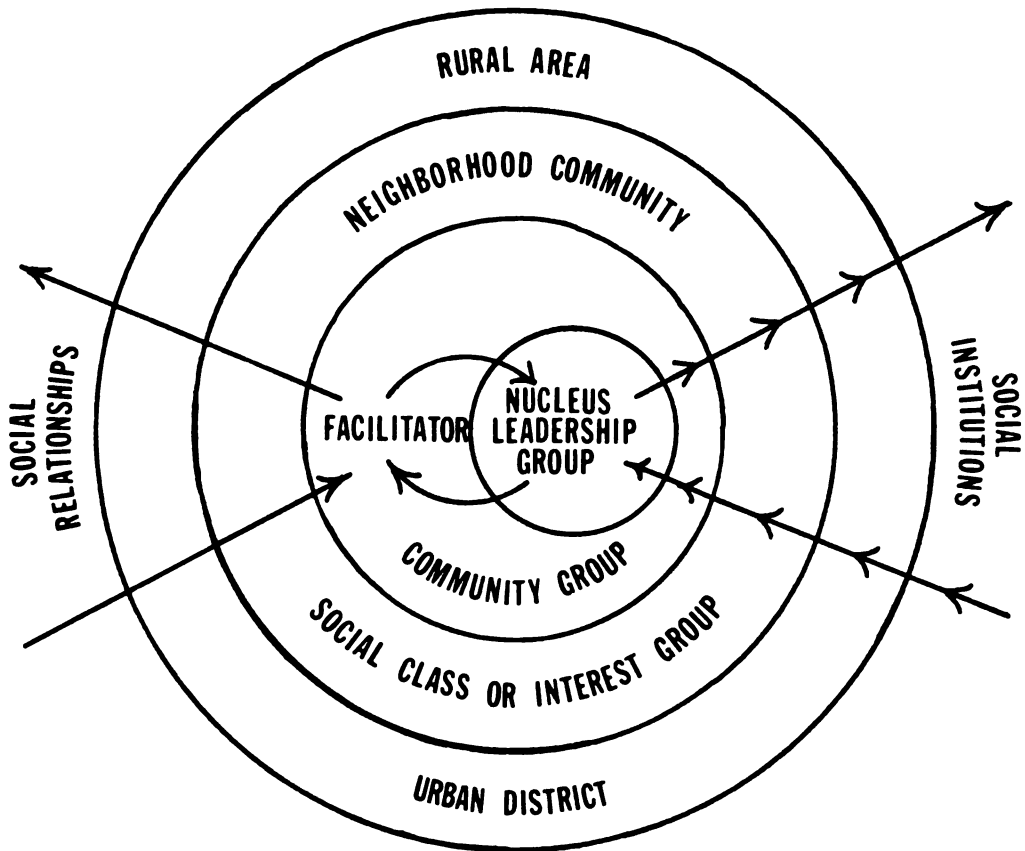 RURAL AREA
NEIGHBORHOOD COMMUNITY
SOCIAL
RELATIONSHIPS
FACILITATOR
NUCLEUS
LEADERSHIP
GROUP
SOCIAL
INSTITUTIONS
COMMUNITY GROUP
SOCIAL CLASS OR INTEREST GROUP
URBAN DISTRICT